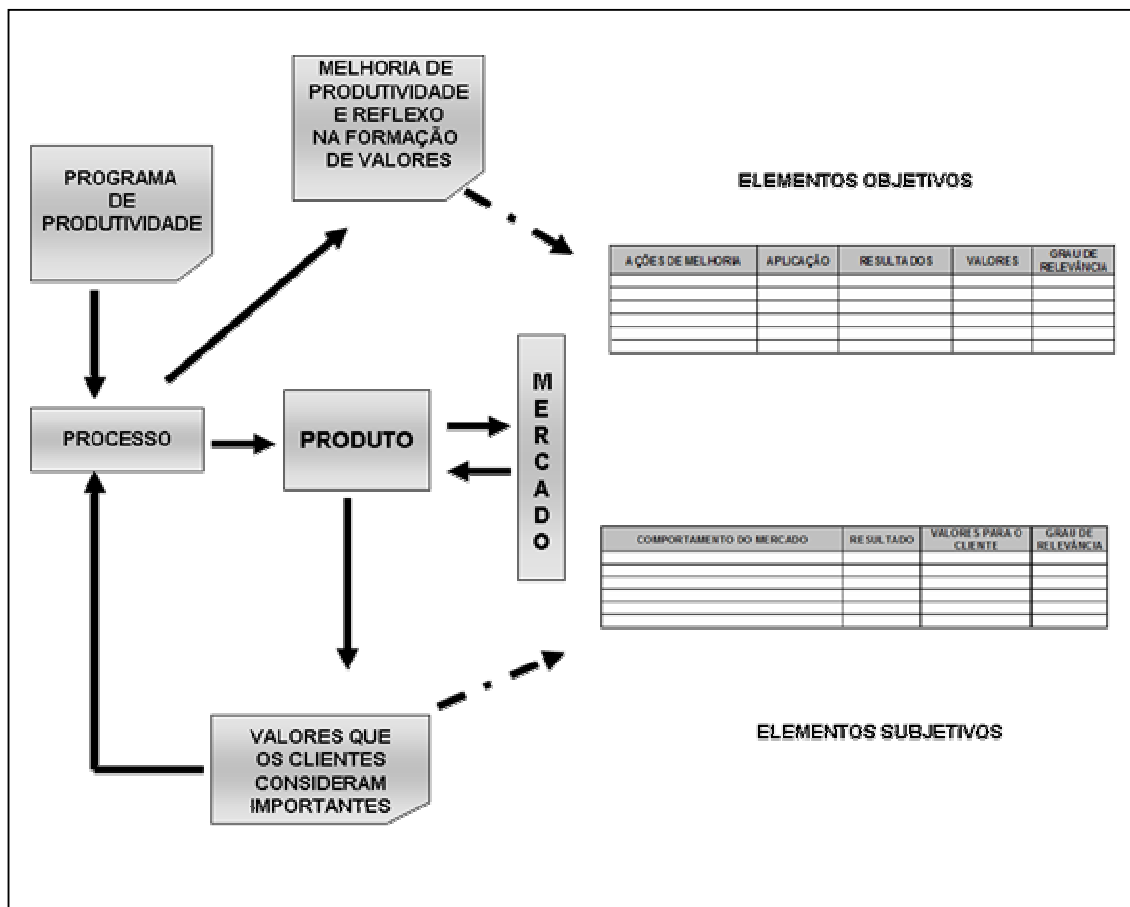 MELHORIA DE
PRODUTIVIDADE
E REFLEXO
NA FORMAÇÃO
DE VALORES
PROGRAMA
DE
PRODUTIVIDADE
ELEMENTOS OBJETIVOS
AÇÕES DE MELHORIA APLICAÇÃO RESULTADOS VALORES GRAU DE
RELEVÂNCIA
PROCESSO
PRODUTO
M
E
R
C
A
D
O
COMPORTAMENTO DO MERCADO RESULTADO VALORES PARA O
CLIENTE GRAU DE
RELEVÂNCIA
VALORES QUE
OS CLIENTES
CONSIDERAM
IMPORTANTES
ELEMENTOS SUBJETIVOS